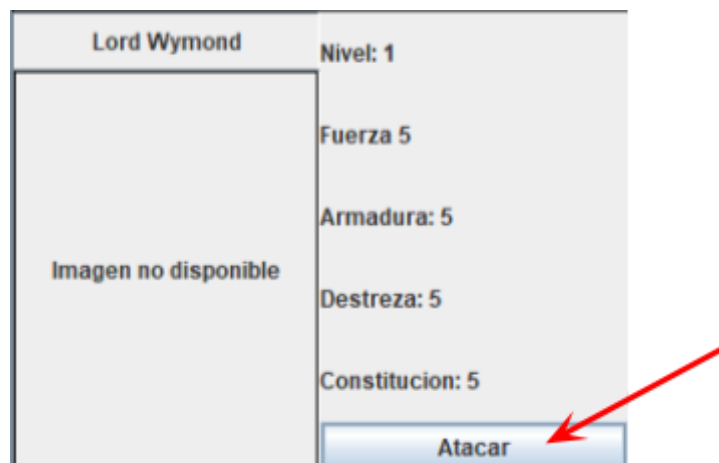 Lord Wymond
Nivel: 1
Fuerza 5
Armadura: 5
Imagen no disponible
Destreza: 5
Constitucion: 5
Atacar